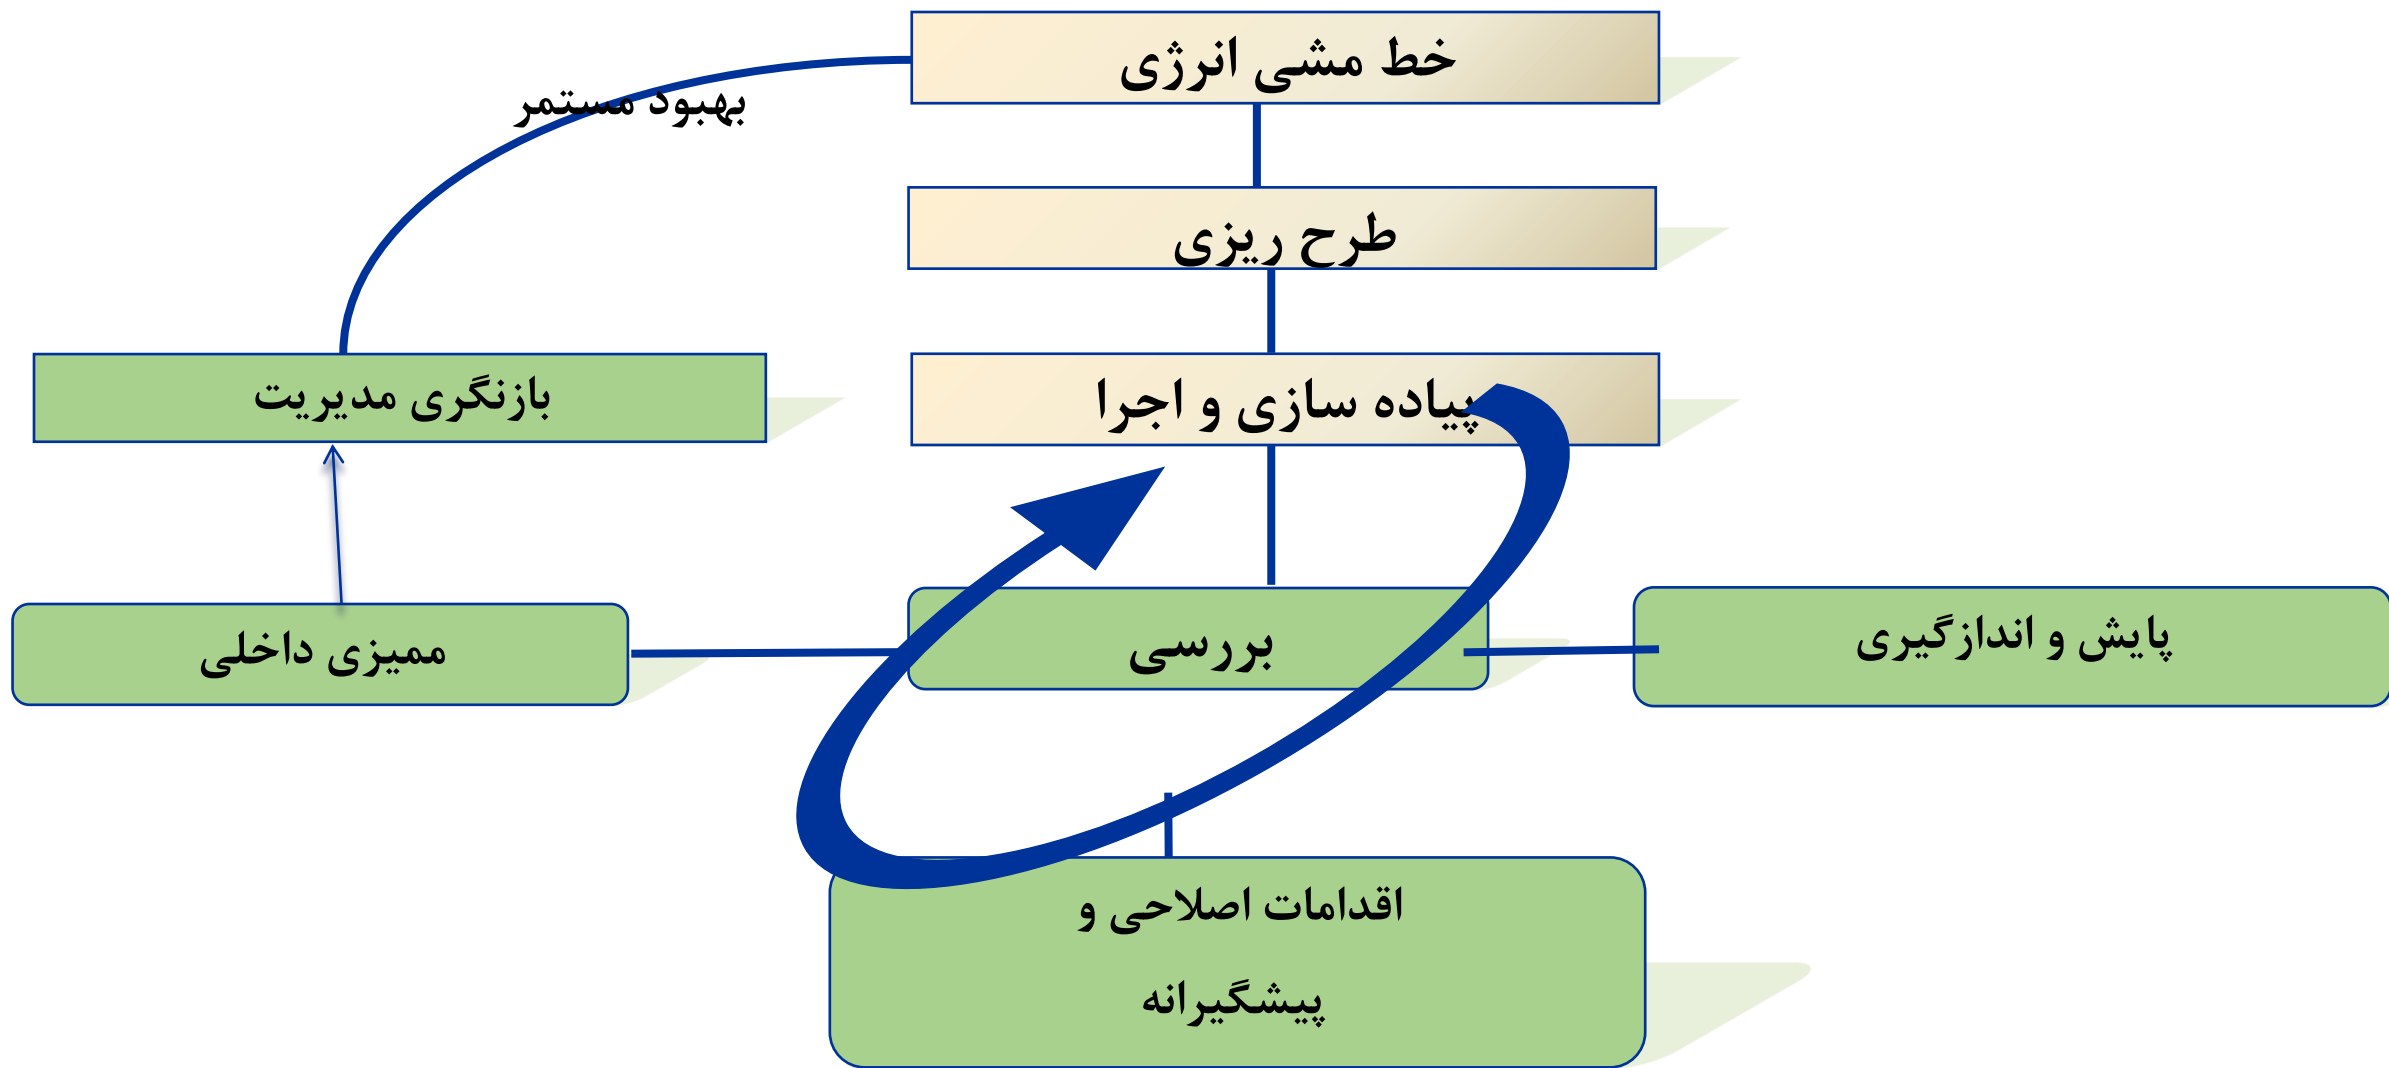 خط مشی انرژی
بهبود مستمر
طرح ریزی
پیاده سازی و اجرا
بازنگری مدیریت
پایش و اندازگیری
بررسی
ممیزی داخلی
اقدامات اصلاحی و
پیشگیرانه